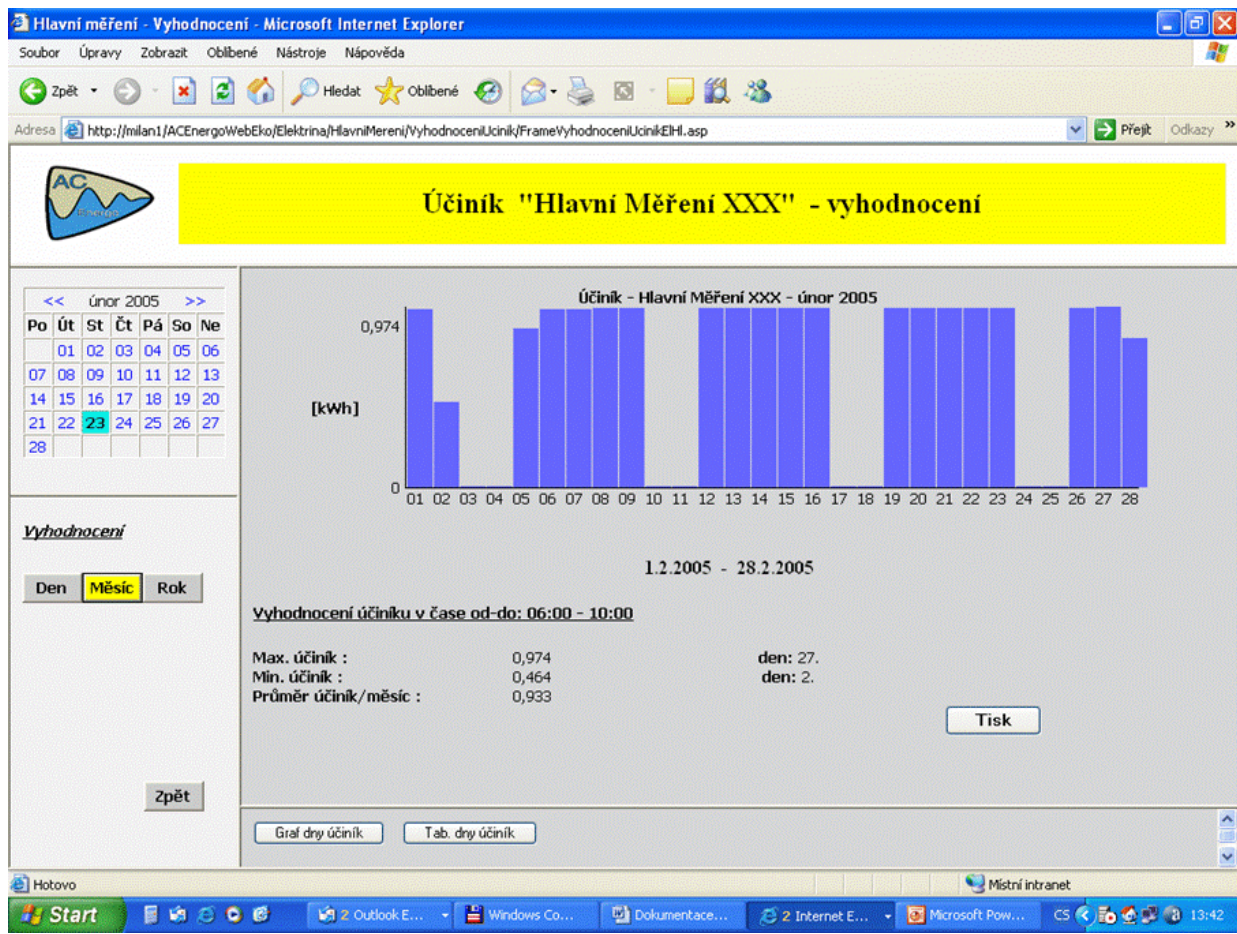 Hlavní měření - Vyhodnocení - Microsoft Internet Explorer
Soubor Úpravy Zobrazit Oblíbené Nástroje Nápověda
Zpět Hledat Oblíbené
Adresa http://milan1/ACEnergoWebEko/Elektrina/HlavniMereni/VyhodnoceniUcinik/FrameVyhodnoceniUcinikElHl.asp Přejít Odkazy »
AC
Účiník "Hlavní Měření XXX" - vyhodnocení
<< únor 2005 >>
Po Út St Čt Pá So Ne
01 02 03 04 05 06
07 08 09 10 11 12 13
14 15 16 17 18 19 20
21 22 23 24 25 26 27
28
Vyhodnocení
Den Měsíc Rok
Zpět
Účiník - Hlavní Měření XXX - únor 2005
0,974
[kWh]
0
01 02 03 04 05 06 07 08 09 10 11 12 13 14 15 16 17 18 19 20 21 22 23 24 25 26 27 28
1.2.2005 - 28.2.2005
Vyhodnocení účiníku v čase od-do: 06:00 - 10:00
Max. účiník : 0,974 den: 27.
Min. účiník : 0,464 den: 2.
Průměr účiník/měsíc : 0,933
Tisk
Graf dny účiník Tab. dny účiník
Hotovo Místní intranet
Start 2 Outlook E... Windows Co... Dokumentace... 2 Internet E... Microsoft Pow... CS 13:42